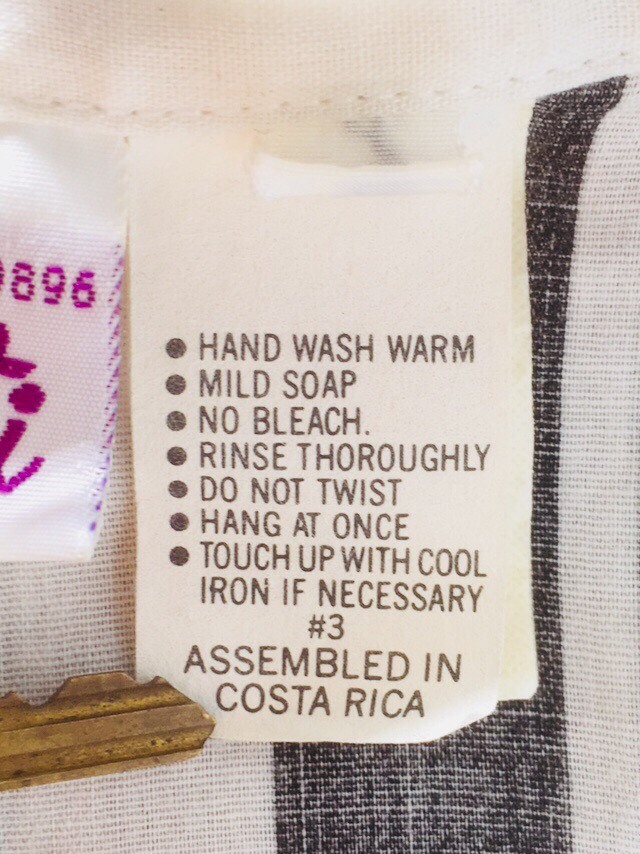 9896
● HAND WASH WARM
● MILD SOAP
● NO BLEACH.
● RINSE THOROUGHLY
● DO NOT TWIST
● HANG AT ONCE
● TOUCH UP WITH COOL
IRON IF NECESSARY
#3
ASSEMBLED IN
COSTA RICA